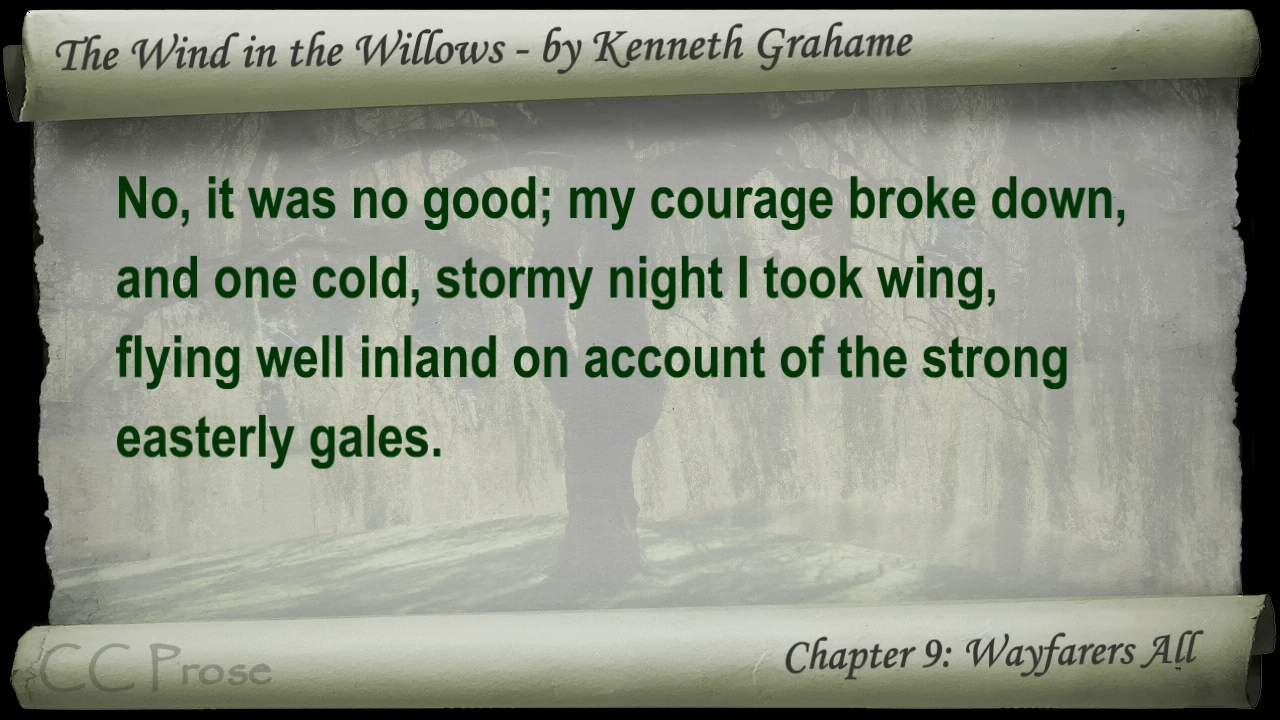 The Wind in the Willows - by Kenneth Grahame
No, it was no good; my courage broke down,
and one cold, stormy night I took wing,
flying well inland on account of the strong
easterly gales.
CC Prose
Chapter 9: Wayfarers All